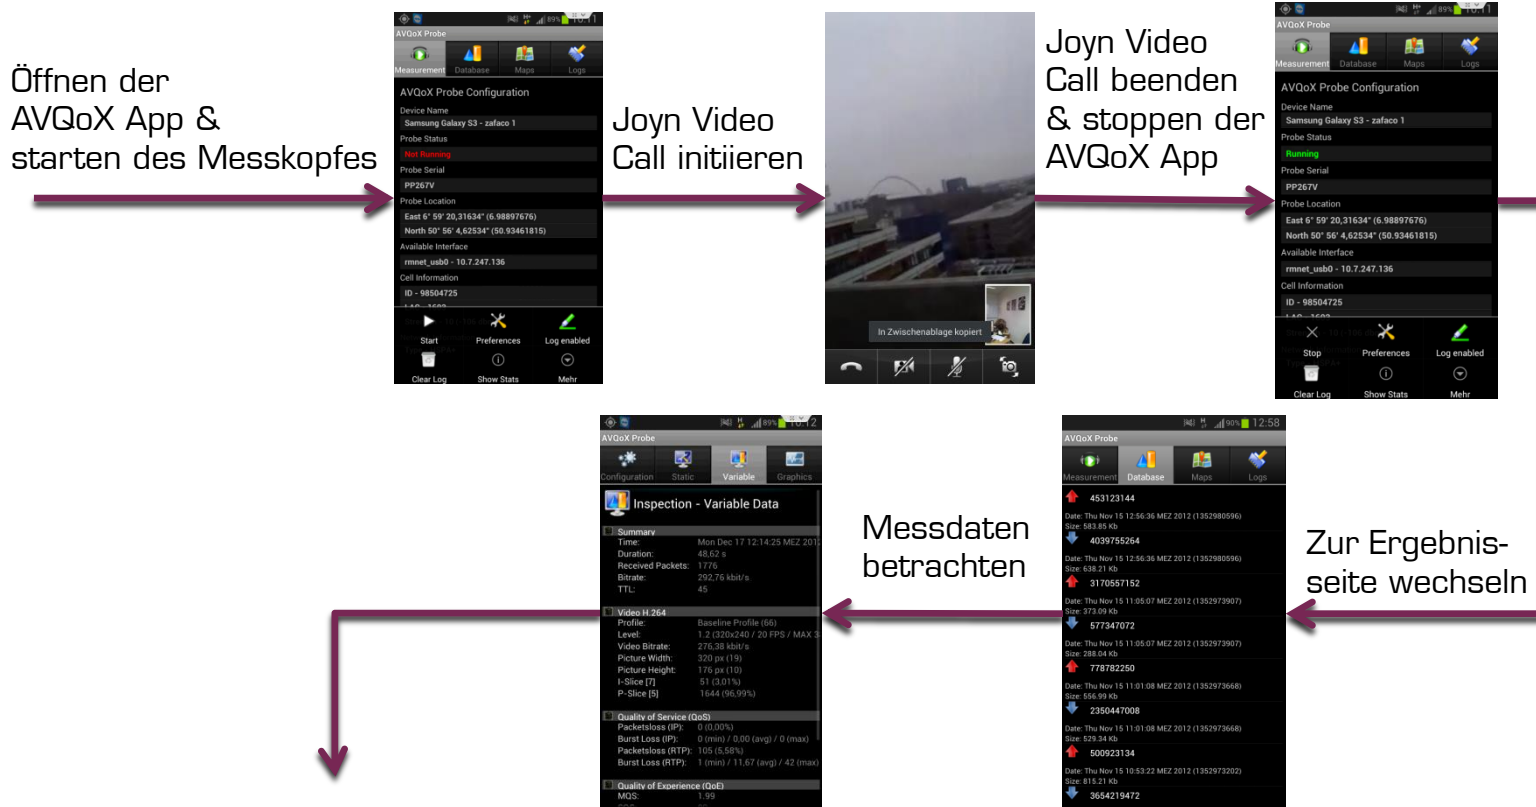 Öffnen der
AVQoX App &
starten des Messkopfes
89%
AVQoX Probe
Measurement Database Maps Logs
AVQoX Probe Configuration
Device Name
Samsung Galaxy S3 - zafaco 1
Probe Status
Not Running
Probe Serial
PP267V
Probe Location
East 6° 59' 20,31634" (6.98897676)
North 50° 56' 4,62534" (50.93461815)
Available Interface
rmnet_usb0 - 10.7.247.136
Cell Information
ID - 98504725
Start Preferences Log enabled
Clear Log Show Stats Mehr
Joyn Video
Call initiieren
In Zwischenablage kopiert
Joyn Video
Call beenden
& stoppen der
AVQoX App
89%
AVQoX Probe
Measurement Database Maps Logs
AVQoX Probe Configuration
Device Name
Samsung Galaxy S3 - zafaco 1
Probe Status
Running
Probe Serial
PP267V
Probe Location
East 6° 59' 20,31634" (6.98897676)
North 50° 56' 4,62534" (50.93461815)
Available Interface
rmnet_usb0 - 10.7.247.136
Cell Information
ID - 98504725
Stop Preferences Log enabled
Clear Log Show Stats Mehr
Zur Ergebnis-
seite wechseln
90% 12:58
AVQoX Probe
Measurement Database Maps Logs
453123144
Date: Thu Nov 15 12:56:36 MEZ 2012 (1352980596)
Size: 583.85 Kb
4039755264
Date: Thu Nov 15 12:56:36 MEZ 2012 (1352980596)
Size: 638.21 Kb
3170557152
Date: Thu Nov 15 11:05:07 MEZ 2012 (1352973907)
Size: 373.09 Kb
577347072
Date: Thu Nov 15 11:05:07 MEZ 2012 (1352973907)
Size: 288.04 Kb
778782250
Date: Thu Nov 15 11:01:08 MEZ 2012 (1352973668)
Size: 556.99 Kb
2350447008
Date: Thu Nov 15 11:01:08 MEZ 2012 (1352973668)
Size: 529.34 Kb
500923134
Date: Thu Nov 15 10:53:22 MEZ 2012 (1352973202)
Size: 815.21 Kb
3654219472
Messdaten
betrachten
89%
AVQoX Probe
Configuration Static Variable Graphics
Inspection - Variable Data
Summary
Time: Mon Dec 17 12:14:25 MEZ 201
Duration: 48,62 s
Received Packets: 1776
Bitrate: 292,76 kbit/s
TTL: 45
Video H.264
Profile: Baseline Profile (66)
Level: 1.2 (320x240 / 20 FPS / MAX 3
Video Bitrate: 276,38 kbit/s
Picture Width: 320 px (19)
Picture Height: 176 px (10)
I-Slice [7] 51 (3,01%)
P-Slice [5] 1644 (96,99%)
Quality of Service (QoS)
Packetsloss (IP): 0 (0,00%)
Burst Loss (IP): 0 (min) / 0,00 (avg) / 0 (max)
Packetsloss (RTP): 105 (5,58%)
Burst Loss (RTP): 1 (min) / 11,67 (avg) / 42 (max)
Quality of Experience (QoE)
MQS: 1.99